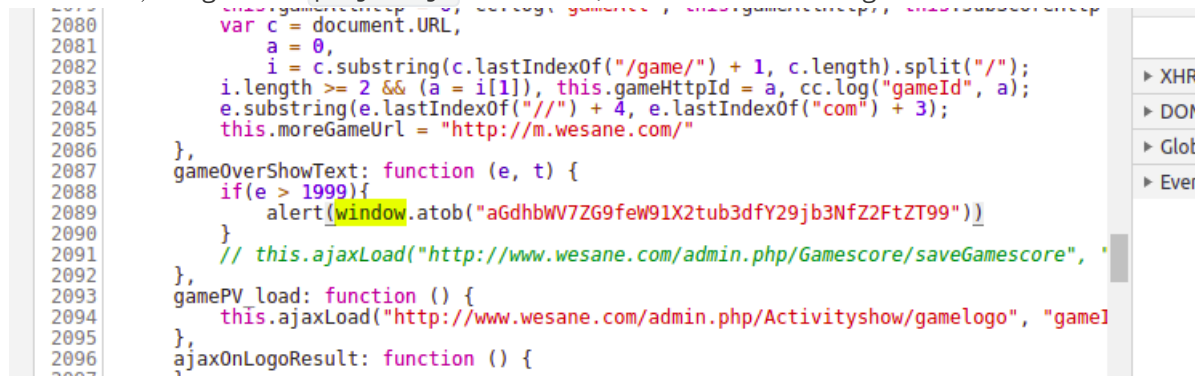 2080 var c = document.URL,
2081 a = 0,
2082 i = c.substring(c.lastIndexOf("/game/") + 1, c.length).split("/");
2083 i.length >= 2 && (a = i[1]), this.gameHttpId = a, cc.log("gameId", a);
2084 e.substring(e.lastIndexOf("//") + 4, e.lastIndexOf("com") + 3);
2085 this.moreGameUrl = "http://m.wesane.com/"
2086 },
2087 gameOverShowText: function (e, t) {
2088 if(e > 1999){
2089 alert(window.atob("aGdhbWV7ZG9feW91X2tub3dfY29jb3NfZ2FtZT99"))
2090 }
2091 // this.ajaxLoad("http://www.wesane.com/admin.php/Gamescore/saveGamescore", "
2092 },
2093 gamePV_load: function () {
2094 this.ajaxLoad("http://www.wesane.com/admin.php/Activityshow/gamelogo", "gameI
2095 },
2096 ajaxOnLogoResult: function () {
XHR
DOM
Glob
Even